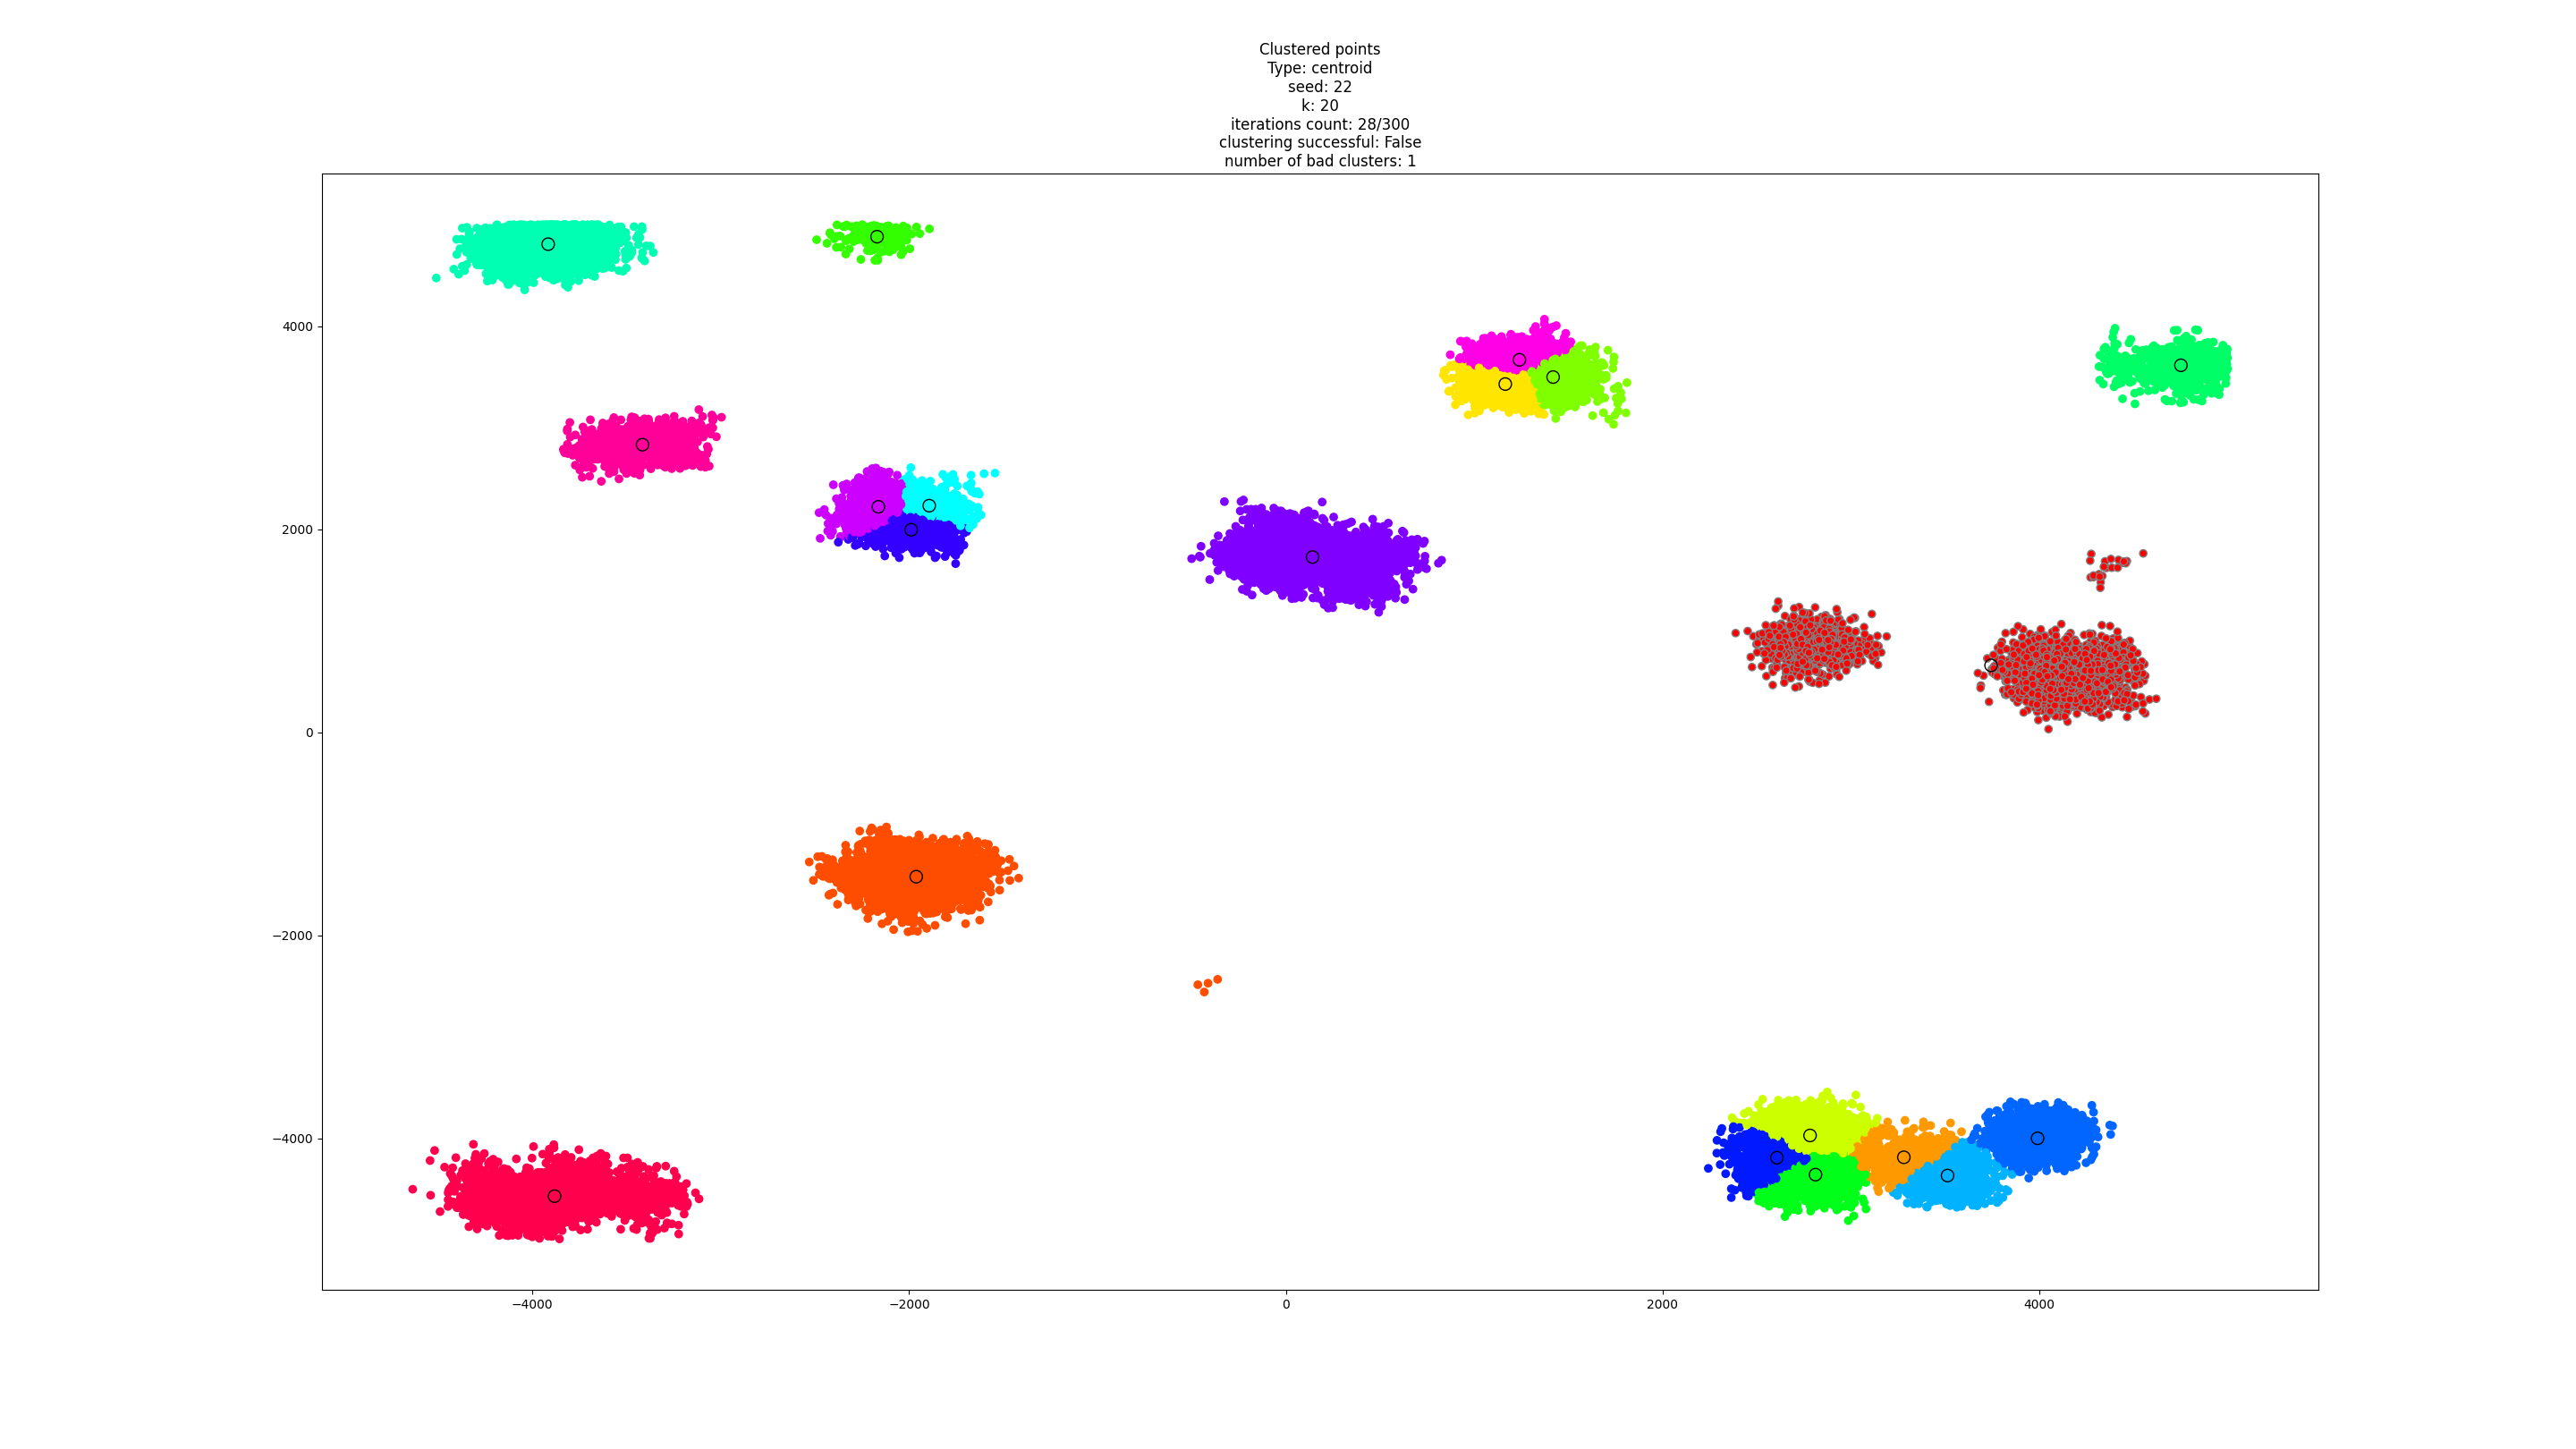 Clustered points
Type: centroid
seed: 22
k: 20
iterations count: 28/300
clustering successful: False
number of bad clusters: 1
4000
2000
0
−2000
−4000
−4000
−2000
0
2000
4000